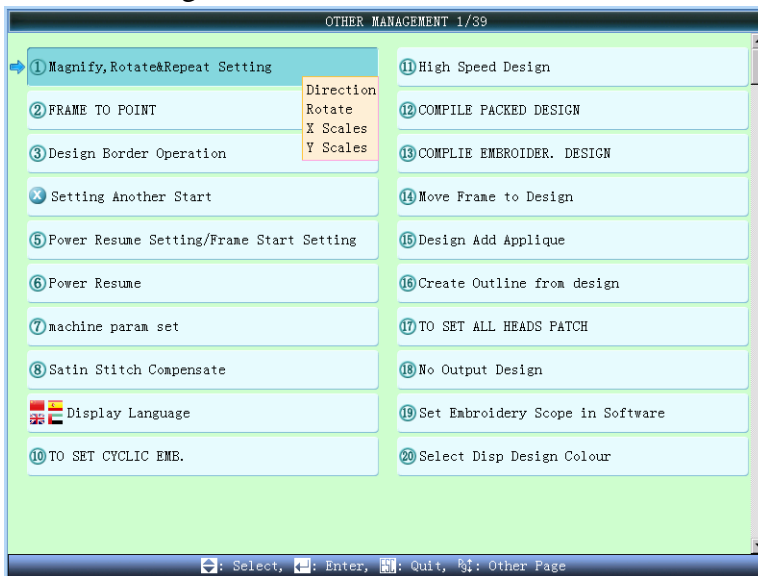 OTHER MANAGEMENT 1/39
①Magnify,Rotate&Repeat Setting
Direction
Rotate
X Scales
Y Scales
②FRAME TO POINT
③Design Border Operation
Setting Another Start
⑤Power Resume Setting/Frame Start Setting
⑥Power Resume
⑦machine param set
⑧Satin Stitch Compensate
Display Language
⑩TO SET CYCLIC EMB.
⑪High Speed Design
⑫COMPILE PACKED DESIGN
⑬COMPLIE EMBROIDER. DESIGN
⑭Move Frame to Design
⑮Design Add Applique
⑯Create Outline from design
⑰TO SET ALL HEADS PATCH
⑱No Output Design
⑲Set Embroidery Scope in Software
⑳Select Disp Design Colour
: Select, : Enter, : Quit, : Other Page